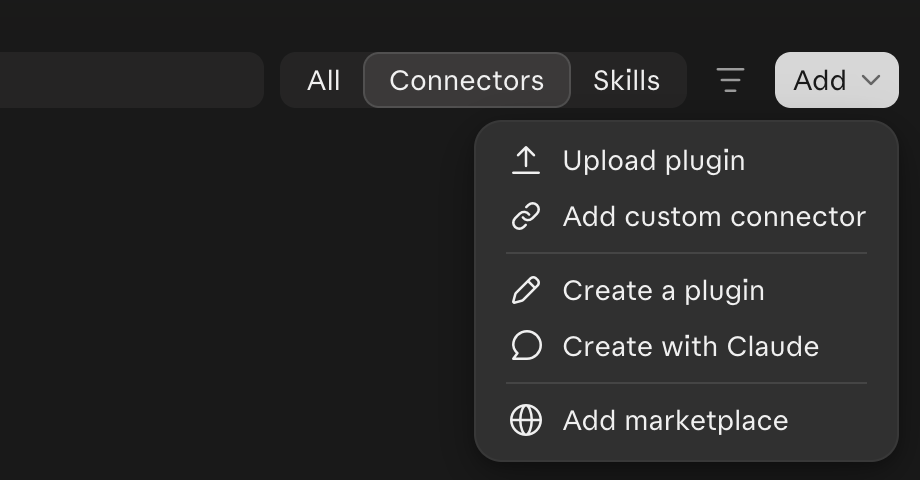 All Connectors Skills Add
Upload plugin
Add custom connector
Create a plugin
Create with Claude
Add marketplace